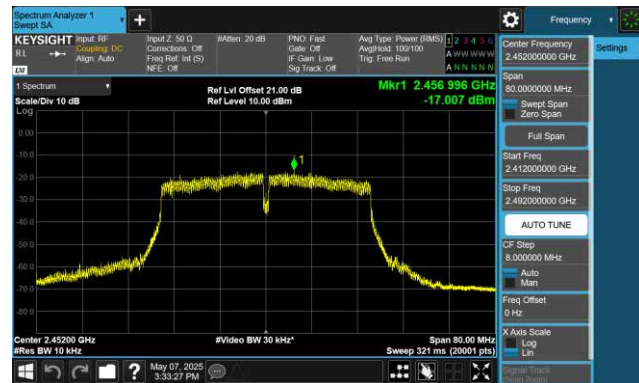 Spectrum Analyzer 1
Swept SA
Frequency
KEYSIGHT
RL
LXI
Input: RF
Coupling: DC
Align: Auto
Input Z: 50 Ω
Corrections: Off
Freq Ref: Int (S)
NFE: Off
#Atten: 20 dB
PNO: Fast
Gate: Off
IF Gain: Low
Sig Track: Off
Avg Type: Power (RMS)
Avg|Hold: 100/100
Trig: Free Run
1 2 3 4 5 6
A W W W W W
A N N N N N
1 Spectrum
Scale/Div 10 dB
Log
Ref Lvl Offset 21.00 dB
Ref Level 10.00 dBm
Mkr1 2.456 996 GHz
-17.007 dBm
0.00
-10.0
-20.0
-30.0
-40.0
-50.0
-60.0
-70.0
-80.0
1
Center 2.45200 GHz
#Res BW 10 kHz
#Video BW 30 kHz*
Span 80.00 MHz
Sweep 321 ms (20001 pts)
May 07, 2025
3:33:27 PM
Center Frequency
2.452000000 GHz
Settings
Span
80.0000000 MHz
Swept Span
Zero Span
Full Span
Start Freq
2.412000000 GHz
Stop Freq
2.492000000 GHz
AUTO TUNE
CF Step
8.000000 MHz
Auto
Man
Freq Offset
0 Hz
X Axis Scale
Log
Lin
Signal Track
(Span Zoom)